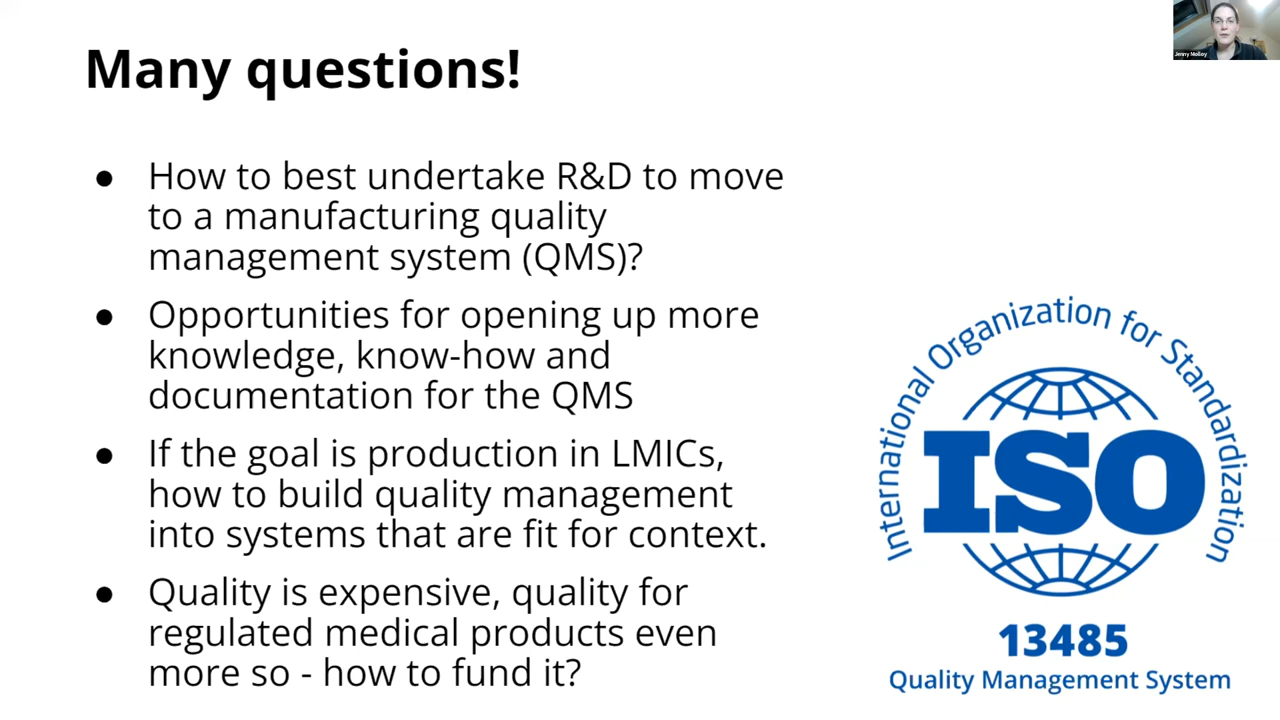 Many questions!
Jenny Molloy
● How to best undertake R&D to move
to a manufacturing quality
management system (QMS)?
● Opportunities for opening up more
knowledge, know-how and
documentation for the QMS
● If the goal is production in LMICs,
how to build quality management
into systems that are fit for context.
● Quality is expensive, quality for
regulated medical products even
more so - how to fund it?
International Organization for Standardization
ISO
13485
Quality Management System